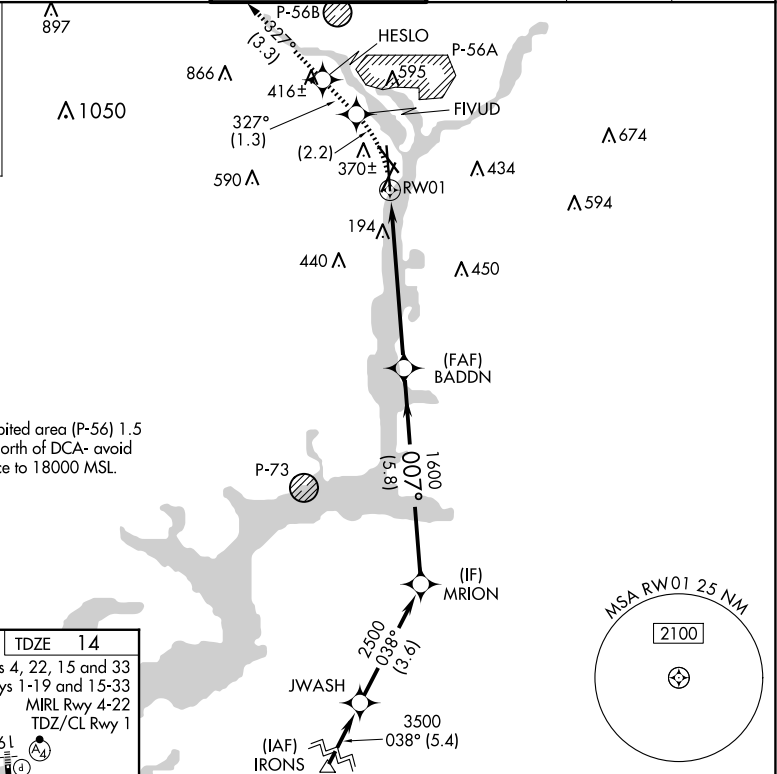 P-56B
897
327°
(3.3)
HESLO
P-56A
866
416±
595
1050
327°
(1.3)
FIVUD
(2.2)
674
370±
434
590
RW01
594
194
440
450
(FAF)
BADDN
bited area (P-56) 1.5
orth of DCA- avoid
ce to 18000 MSL.
P-73
1600
007°
(5.8)
(IF)
MRION
MSA RW01 25 NM
2100
TDZE 14
s 4, 22, 15 and 33
ys 1-19 and 15-33
MIRL Rwy 4-22
TDZ/CL Rwy 1
2500
038°
(3.6)
JWASH
3500
038° (5.4)
(IAF)
IRONS
19
A4
P